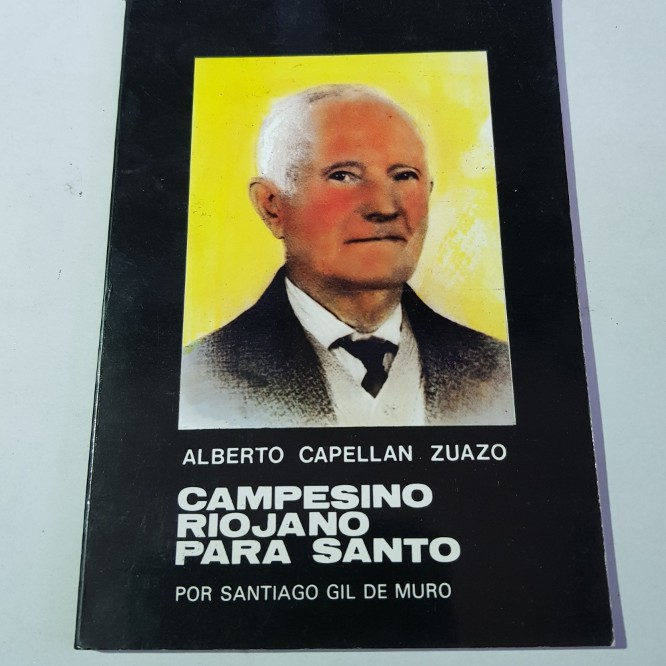 ALBERTO CAPELLAN ZUAZO
CAMPESINO
RIOJANO
PARA SANTO
POR SANTIAGO GIL DE MURO